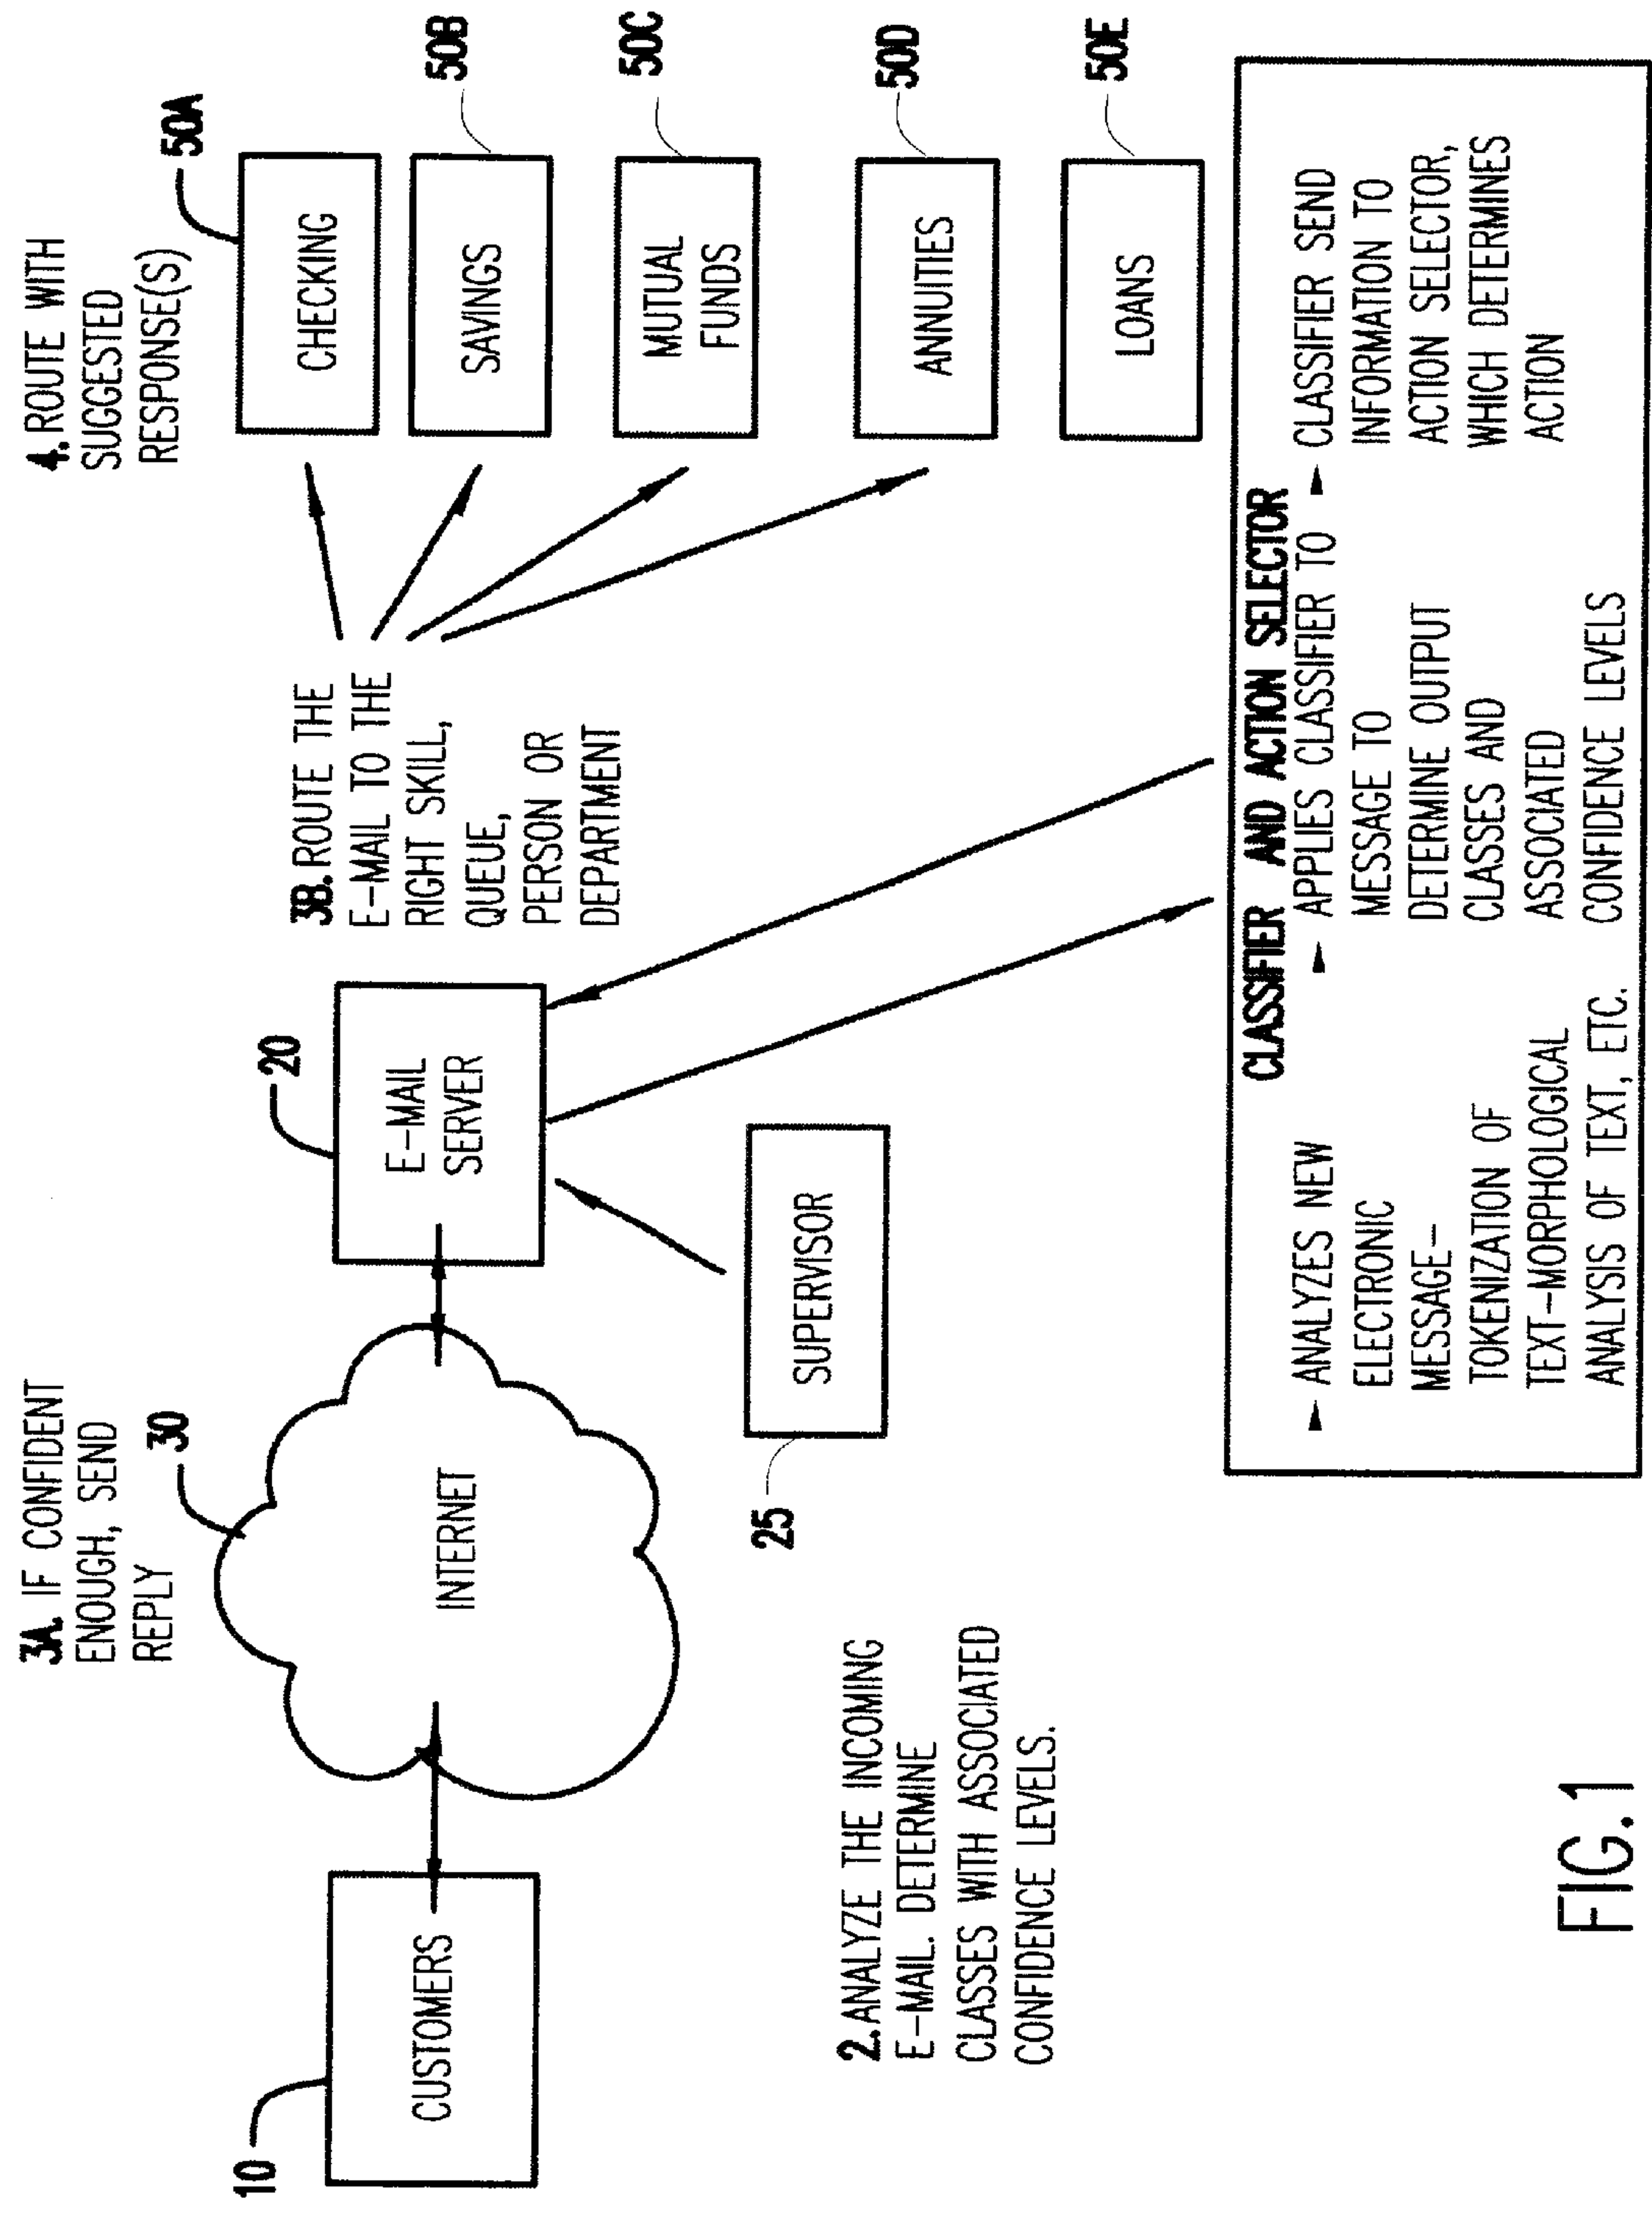 3A. IF CONFIDENT
ENOUGH, SEND
REPLY
4. ROUTE WITH
SUGGESTED
RESPONSE(S)
10
CUSTOMERS
30
INTERNET
20
E-MAIL
SERVER
25
SUPERVISOR
3B. ROUTE THE
E-MAIL TO THE
RIGHT SKILL,
QUEUE,
PERSON OR
DEPARTMENT
50A
CHECKING
50B
SAVINGS
50C
MUTUAL
FUNDS
50D
ANNUITIES
50E
LOANS
2. ANALYZE THE INCOMING
E-MAIL. DETERMINE
CLASSES WITH ASSOCIATED
CONFIDENCE LEVELS.
CLASSIFIER AND ACTION SELECTOR
► ANALYZES NEW
ELECTRONIC
MESSAGE-
TOKENIZATION OF
TEXT-MORPHOLOGICAL
ANALYSIS OF TEXT, ETC.
► APPLIES CLASSIFIER TO
MESSAGE TO
DETERMINE OUTPUT
CLASSES AND
ASSOCIATED
CONFIDENCE LEVELS
► CLASSIFIER SEND
INFORMATION TO
ACTION SELECTOR,
WHICH DETERMINES
ACTION
FIG.1